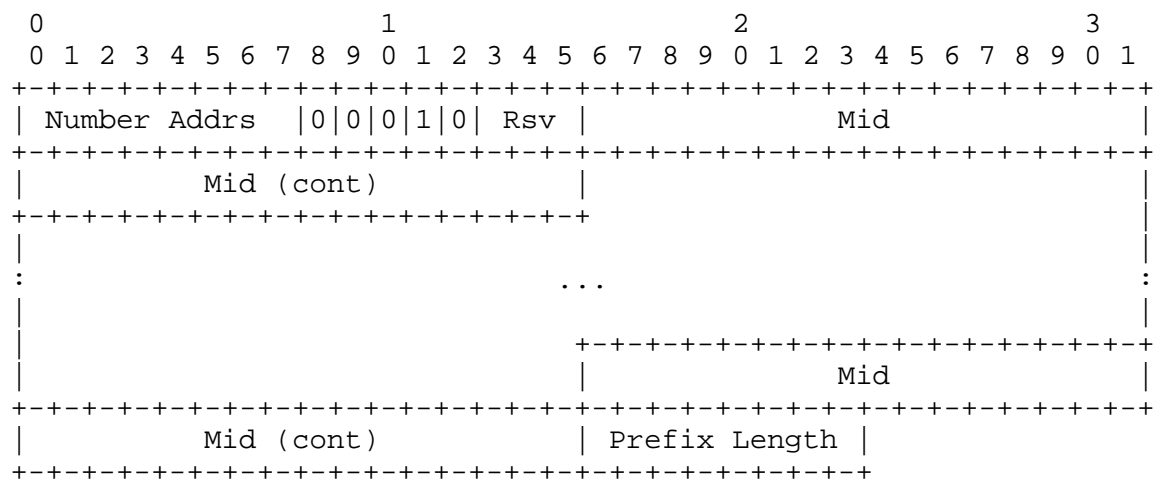 0                   1                   2                   3
 0 1 2 3 4 5 6 7 8 9 0 1 2 3 4 5 6 7 8 9 0 1 2 3 4 5 6 7 8 9 0 1
+-+-+-+-+-+-+-+-+-+-+-+-+-+-+-+-+-+-+-+-+-+-+-+-+-+-+-+-+-+-+-+-+
| Number Addrs  |0|0|0|1|0| Rsv |              Mid              |
+-+-+-+-+-+-+-+-+-+-+-+-+-+-+-+-+-+-+-+-+-+-+-+-+-+-+-+-+-+-+-+-+
|          Mid (cont)           |                               |
+-+-+-+-+-+-+-+-+-+-+-+-+-+-+-+-+                               |
|                                                               |
:                              ...                              :
|                                                               |
|                               +-+-+-+-+-+-+-+-+-+-+-+-+-+-+-+-+
|                               |              Mid              |
+-+-+-+-+-+-+-+-+-+-+-+-+-+-+-+-+-+-+-+-+-+-+-+-+-+-+-+-+-+-+-+-+
|          Mid (cont)           | Prefix Length |
+-+-+-+-+-+-+-+-+-+-+-+-+-+-+-+-+-+-+-+-+-+-+-+-+